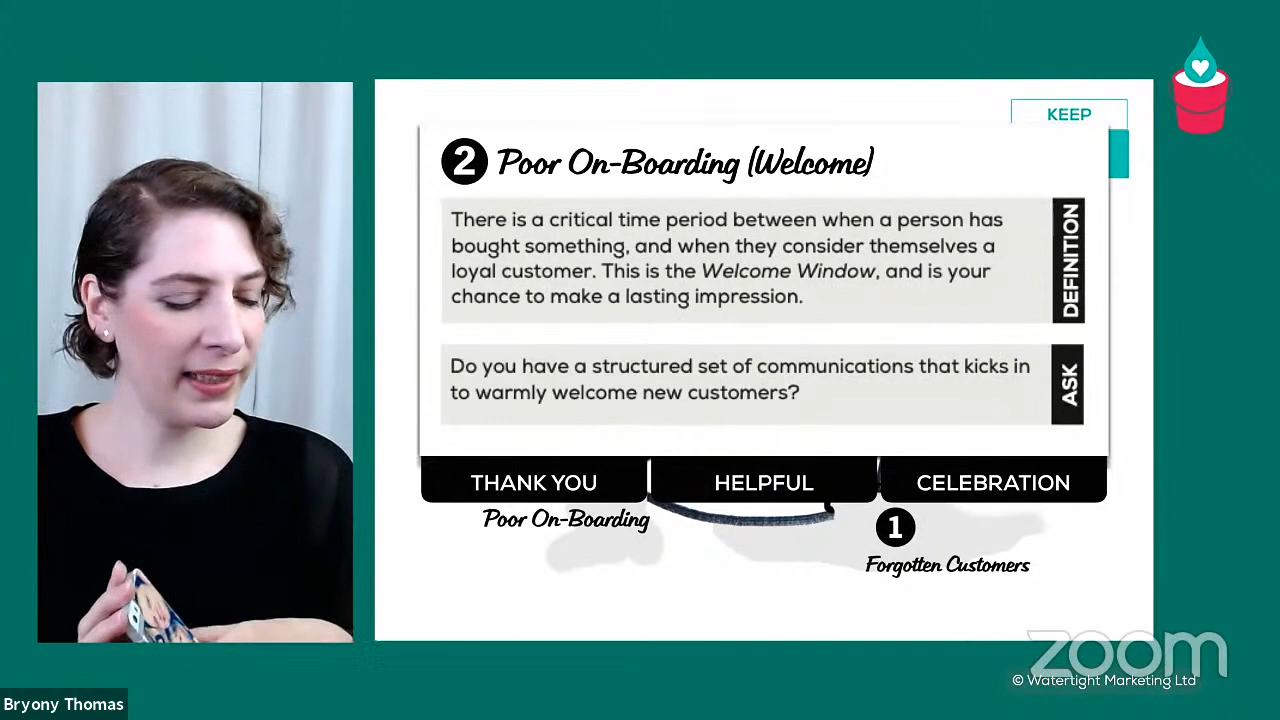 KEEP
2 Poor On-Boarding (Welcome)
There is a critical time period between when a person has
bought something, and when they consider themselves a
loyal customer. This is the Welcome Window, and is your
chance to make a lasting impression.
DEFINITION
Do you have a structured set of communications that kicks in
to warmly welcome new customers?
ASK
THANK YOU
HELPFUL
CELEBRATION
Poor On-Boarding
1
Forgotten Customers
zoom
© Watertight Marketing Ltd
Bryony Thomas